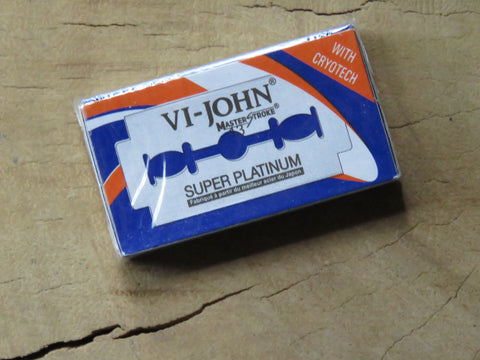 WITH
CRYOTECH
VI-JOHN®
MASTERSTROKE®
SUPER PLATINUM
Fabriqué à partir du meilleur acier du Japon.